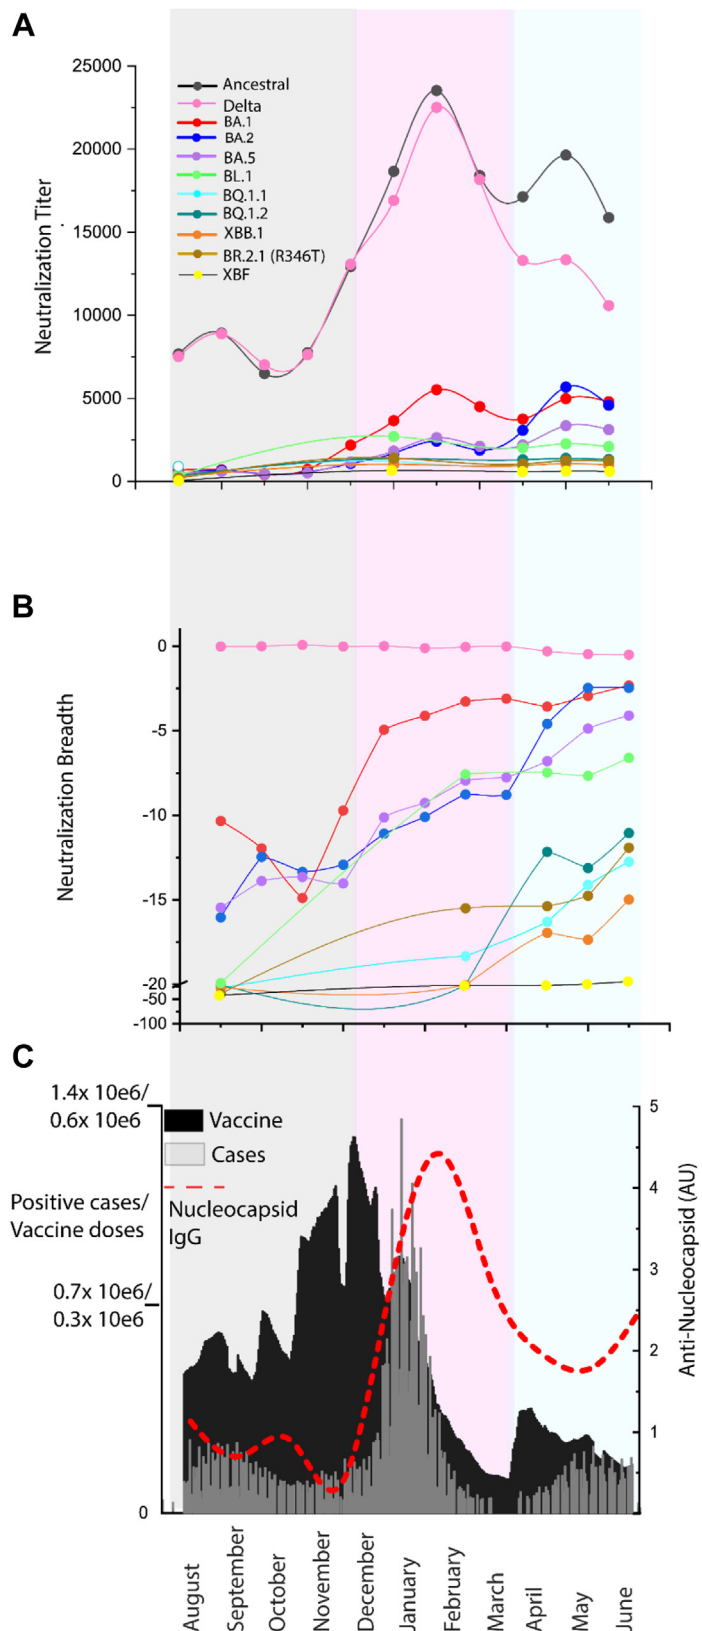 A
25000
20000
15000
10000
5000
0
Neutralization Titer
Ancestral
Delta
BA.1
BA.2
BA.5
BL.1
BQ.1.1
BQ.1.2
XBB.1
BR.2.1 (R346T)
XBF
B
0
-5
-10
-15
-20
-50
-100
Neutralization Breadth
C
1.4x 10e6/
0.6x 10e6
Positive cases/
Vaccine doses
0.7x 10e6/
0.3x 10e6
0
Vaccine
Cases
Nucleocapsid
IgG
5
4
3
2
1
Anti-Nucleocapsid (AU)
August
September
October
November
December
January
February
March
April
May
June